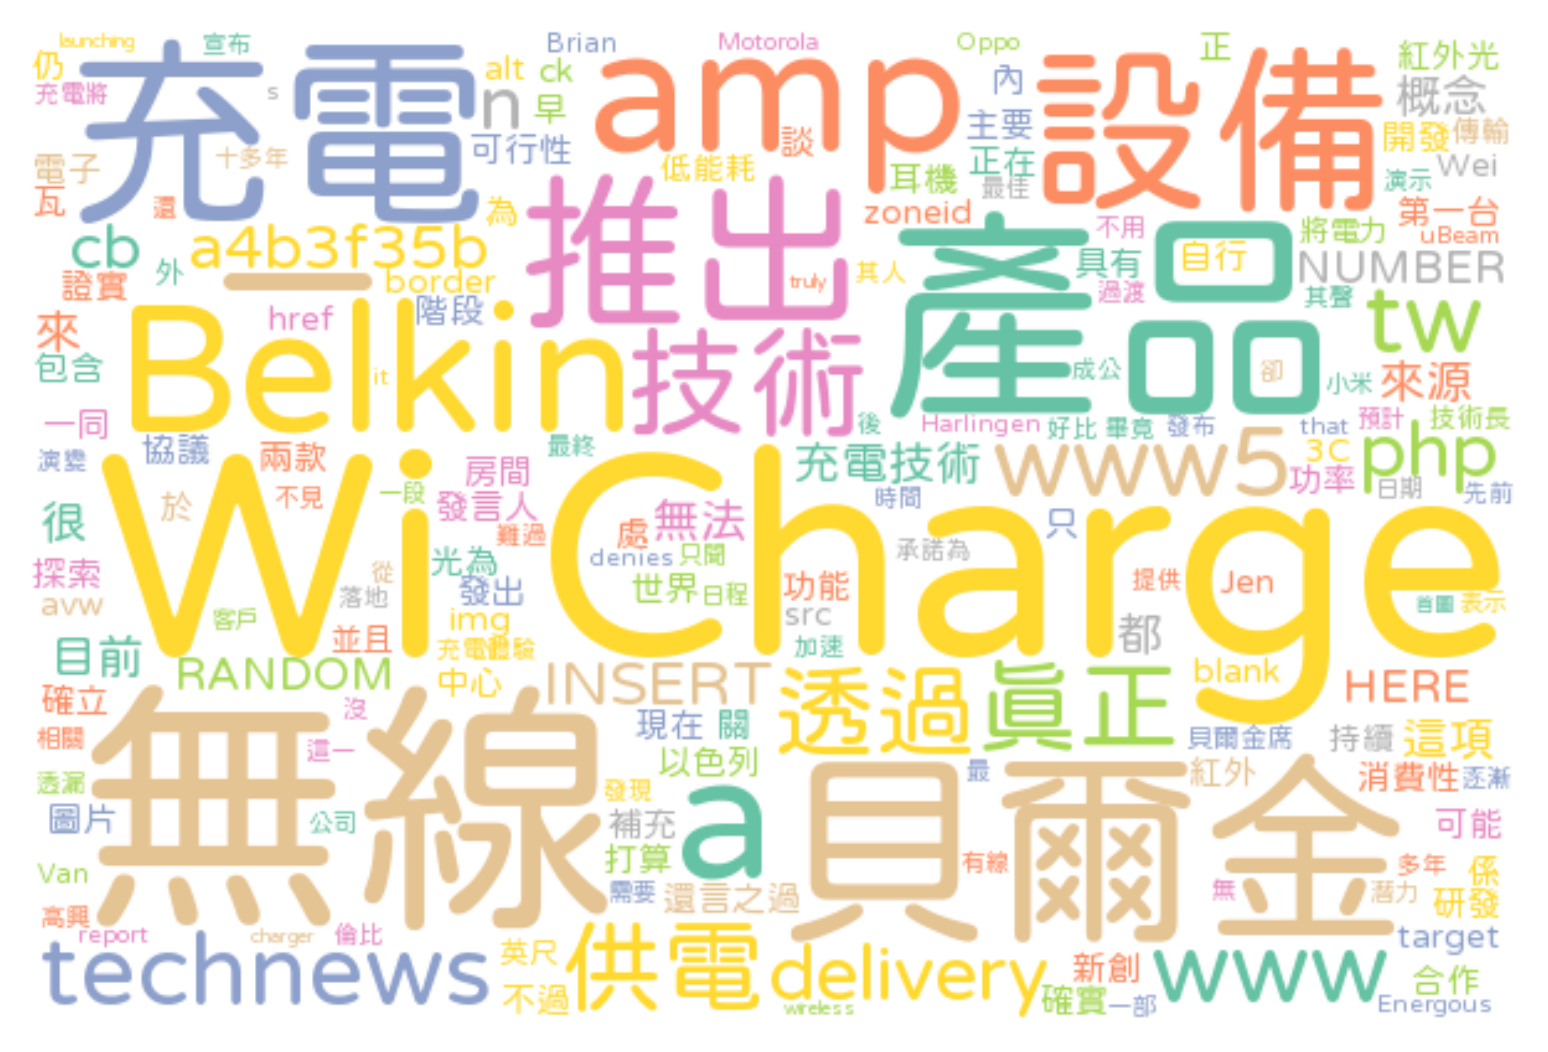 launching 宣布 Brian Motorola Oppo 正
仍 充電 alt ck amp 內 設備 紅外光
充電將 s n 早 概念
可行性 談 主要 開發 傳輸
電子 十多年 低能耗 耳機 正在 Wei
瓦 還 為 推出 zoneid 最佳 不用 演示 第一台
cb a4b3f35b 產品 自行 將電力 uBeam
外 一 border truly 其人 具有 NUMBER
證實 過渡 其聲
來 href 階段 tw
包含 Belkin it 技術 成公 卻 小米 來源
一同 後 Harlingen 好比 畢竟 發布 that 預計 技術長
演變 協議 兩款 最終 充電技術 www5 3C php
房間 功率
於 不見 一段 發言人 時間 日期 先前
很 Wi Charge 難過 處 無法 只
探索 從 光為 denies 只聞 承諾為
avw 落地 發出 世界 日程 功能 提供 Jen
客戶 img src 首圖 表示
目前 並且 充電體驗 加速 都
RANDOM 中心 INSERT 透過 真正 blank HERE
確立 沒 現在 關
相關 這一 貝爾金席 持續 這項
透漏 無線 以色列 最 紅外 消費性 逐漸
發現 a 貝爾金
圖片 公司 補充 可能
Van 打算 有線 多年 係
需要 還言之過 無 潛力 研發
高興
report charger 倫比 target
technews 英尺 供電 delivery 新創 www 合作
不過 wireless 確實 一部 Energous